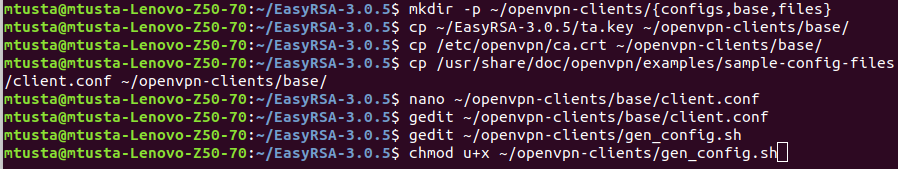 mtusta@mtusta-Lenovo-Z50-70:~/EasyRSA-3.0.5$ mkdir -p ~/openvpn-clients/{configs,base,files}
mtusta@mtusta-Lenovo-Z50-70:~/EasyRSA-3.0.5$ cp ~/EasyRSA-3.0.5/ta.key ~/openvpn-clients/base/
mtusta@mtusta-Lenovo-Z50-70:~/EasyRSA-3.0.5$ cp /etc/openvpn/ca.crt ~/openvpn-clients/base/
mtusta@mtusta-Lenovo-Z50-70:~/EasyRSA-3.0.5$ cp /usr/share/doc/openvpn/examples/sample-config-files
/client.conf ~/openvpn-clients/base/
mtusta@mtusta-Lenovo-Z50-70:~/EasyRSA-3.0.5$ nano ~/openvpn-clients/base/client.conf
mtusta@mtusta-Lenovo-Z50-70:~/EasyRSA-3.0.5$ gedit ~/openvpn-clients/base/client.conf
mtusta@mtusta-Lenovo-Z50-70:~/EasyRSA-3.0.5$ gedit ~/openvpn-clients/gen_config.sh
mtusta@mtusta-Lenovo-Z50-70:~/EasyRSA-3.0.5$ chmod u+x ~/openvpn-clients/gen_config.sh